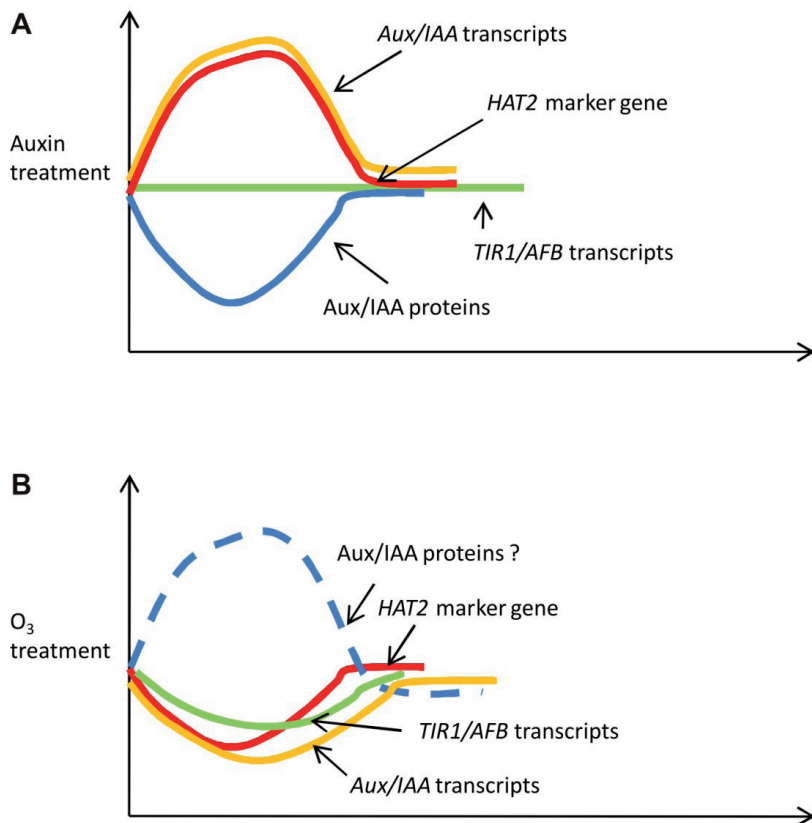 A
Aux/IAA transcripts
HAT2 marker gene
Auxin
treatment
TIR1/AFB
transcripts
Aux/IAA proteins
B
Aux/IAA proteins ?
HAT2 marker gene
O₃
treatment
TIR1/AFB transcripts
Aux/IAA transcripts